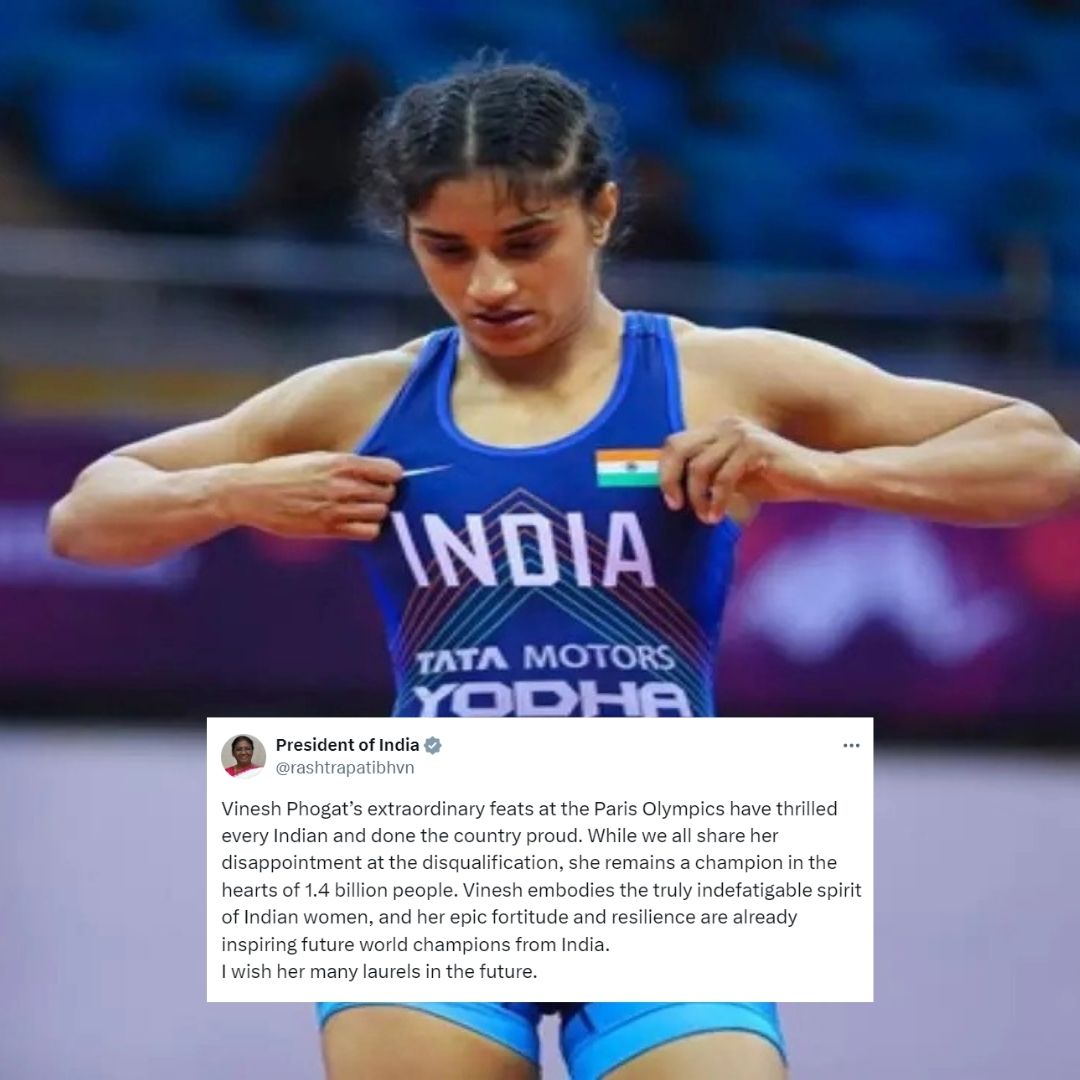 INDIA
TATA MOTORS
YODHA
President of India
@rashtrapatibhvn
Vinesh Phogat’s extraordinary feats at the Paris Olympics have thrilled
every Indian and done the country proud. While we all share her
disappointment at the disqualification, she remains a champion in the
hearts of 1.4 billion people. Vinesh embodies the truly indefatigable spirit
of Indian women, and her epic fortitude and resilience are already
inspiring future world champions from India.
I wish her many laurels in the future.